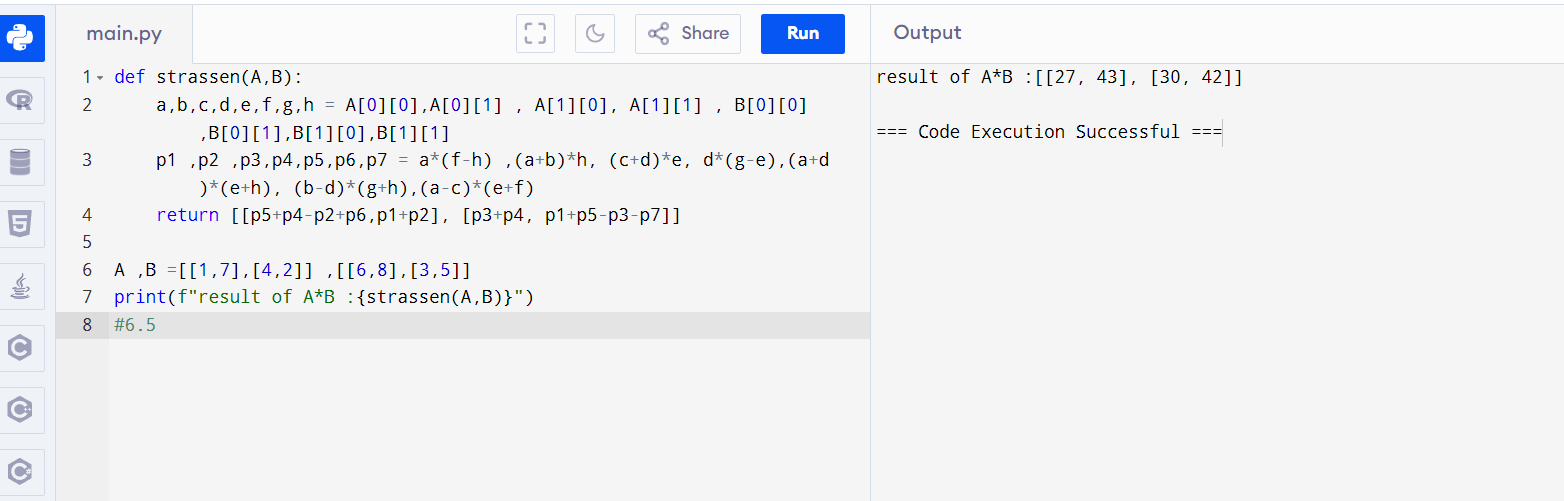 main.py
Share
Run
Output
1 def strassen(A,B):
2 a,b,c,d,e,f,g,h = A[0][0],A[0][1] , A[1][0], A[1][1] , B[0][0]
,B[0][1],B[1][0],B[1][1]
3 p1 ,p2 ,p3,p4,p5,p6,p7 = a*(f-h) ,(a+b)*h, (c+d)*e, d*(g-e),(a+d
)*(e+h), (b-d)*(g+h),(a-c)*(e+f)
4 return [[p5+p4-p2+p6,p1+p2], [p3+p4, p1+p5-p3-p7]]
5
6 A ,B =[[1,7],[4,2]] ,[[6,8],[3,5]]
7 print(f"result of A*B :{strassen(A,B)}")
8 #6.5
result of A*B :[[27, 43], [30, 42]]
=== Code Execution Successful ===